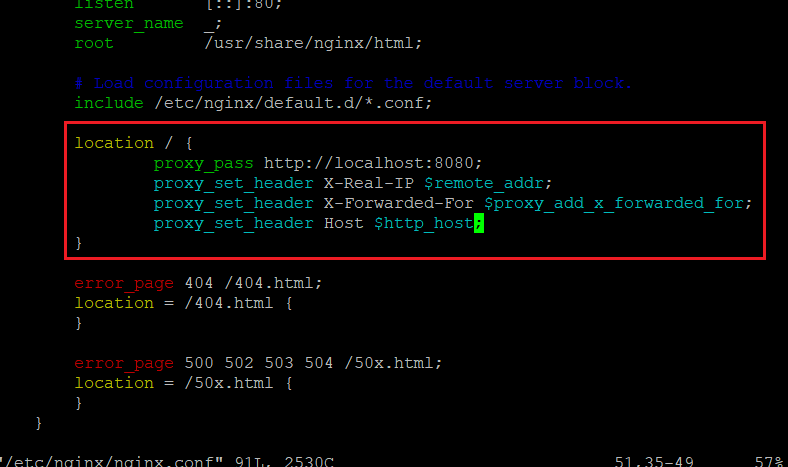 listen       [::]:80;
server_name  _;
root         /usr/share/nginx/html;
# Load configuration files for the default server block.
include /etc/nginx/default.d/*.conf;
location / {
proxy_pass http://localhost:8080;
proxy_set_header X-Real-IP $remote_addr;
proxy_set_header X-Forwarded-For $proxy_add_x_forwarded_for;
proxy_set_header Host $http_host;
}
error_page 404 /404.html;
location = /404.html {
}
error_page 500 502 503 504 /50x.html;
location = /50x.html {
}
}
"/etc/nginx/nginx.conf" 91L, 2530C 51,35-49 57%